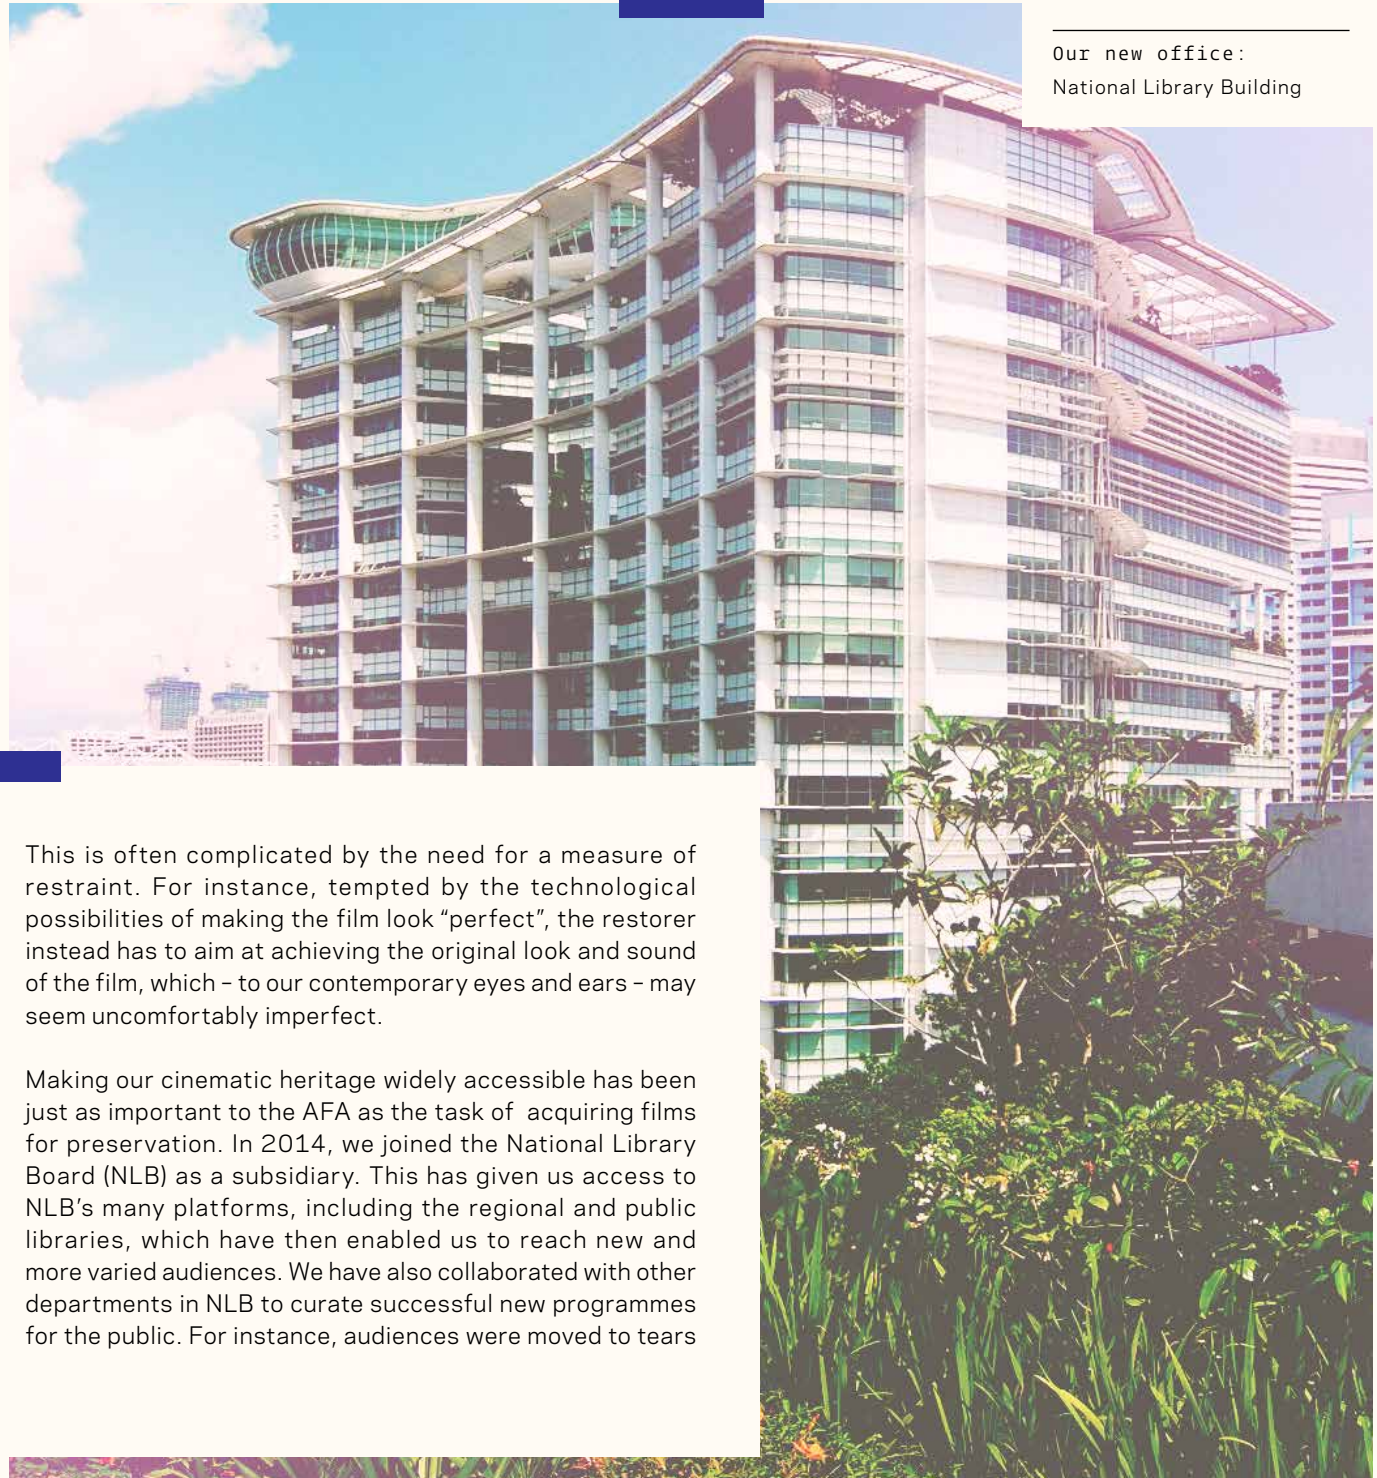 Our new office:
National Library Building
This is often complicated by the need for a measure of
restraint. For instance, tempted by the technological
possibilities of making the film look “perfect”, the restorer
instead has to aim at achieving the original look and sound
of the film, which – to our contemporary eyes and ears – may
seem uncomfortably imperfect.
Making our cinematic heritage widely accessible has been
just as important to the AFA as the task of acquiring films
for preservation. In 2014, we joined the National Library
Board (NLB) as a subsidiary. This has given us access to
NLB’s many platforms, including the regional and public
libraries, which have then enabled us to reach new and
more varied audiences. We have also collaborated with other
departments in NLB to curate successful new programmes
for the public. For instance, audiences were moved to tears